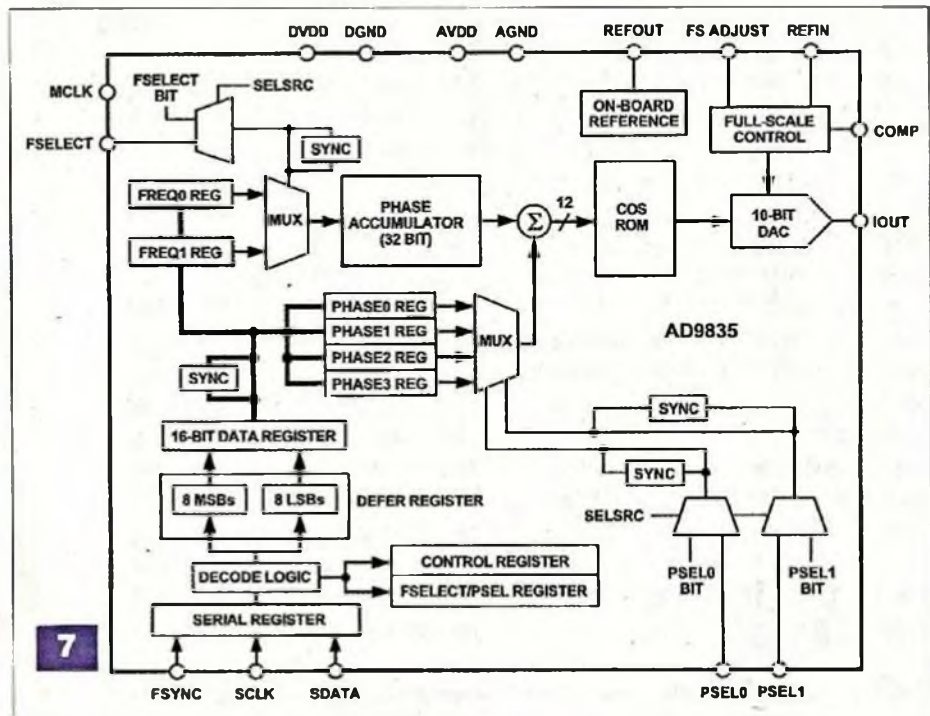 DVDD DGND AVDD AGND REFOUT FS ADJUST REFIN
MCLK
FSELECT
BIT
SELSRC
FSELECT
SYNC
ON-BOARD
REFERENCE
FULL-SCALE
CONTROL
COMP
FREQ0 REG
FREQ1 REG
MUX
PHASE
ACCUMULATOR
(32 BIT)
Σ
12
COS
ROM
10-BIT
DAC
IOUT
PHASE0 REG
PHASE1 REG
PHASE2 REG
PHASE3 REG
MUX
AD9835
SYNC
SYNC
SYNC
16-BIT DATA REGISTER
8 MSBs
8 LSBs
DEFER REGISTER
SELSRC
PSEL0
BIT
PSEL1
BIT
DECODE LOGIC
CONTROL REGISTER
FSELECT/PSEL REGISTER
SERIAL REGISTER
7
FSYNC SCLK SDATA PSEL0 PSEL1